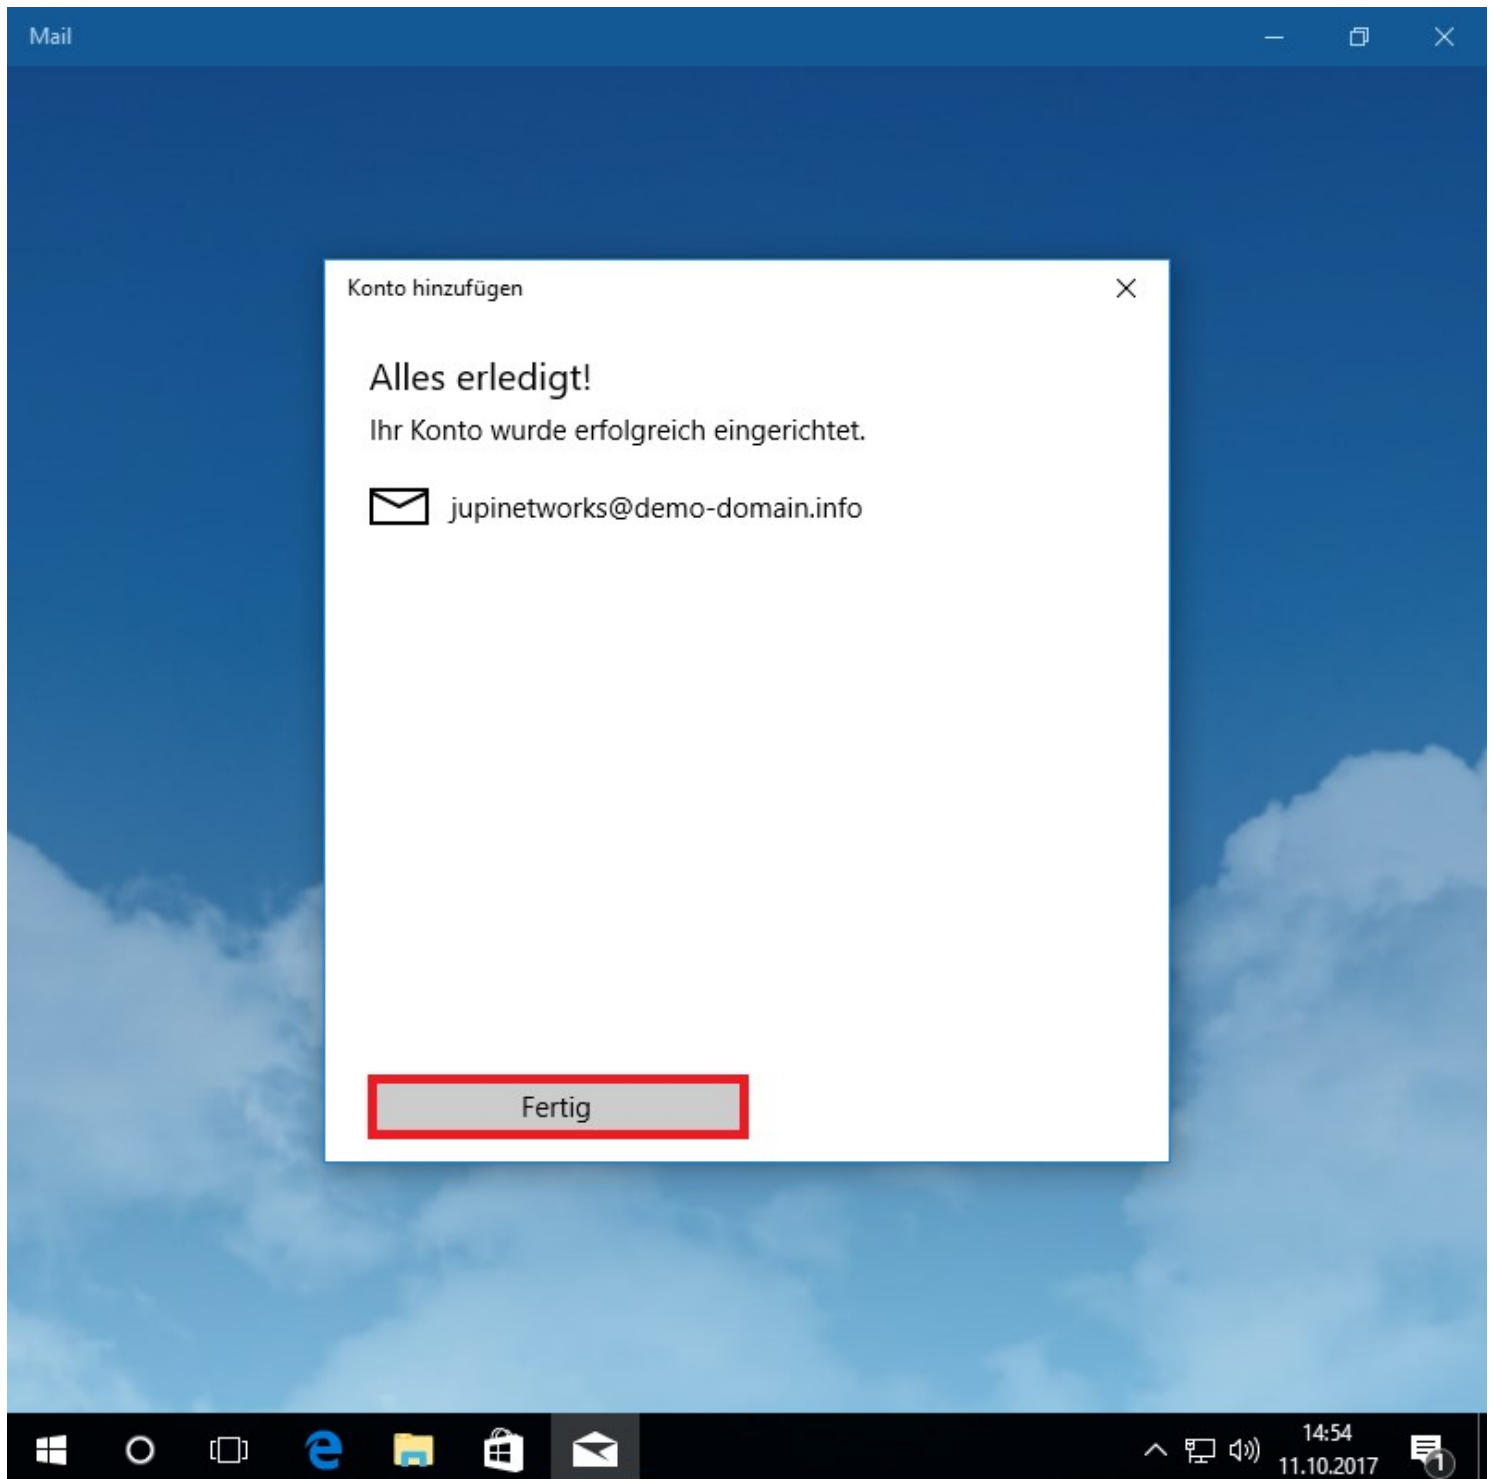 Mail
Konto hinzufügen
Alles erledigt!
Ihr Konto wurde erfolgreich eingerichtet.
jupinetworks@demo-domain.info
Fertig
14:54
11.10.2017
1